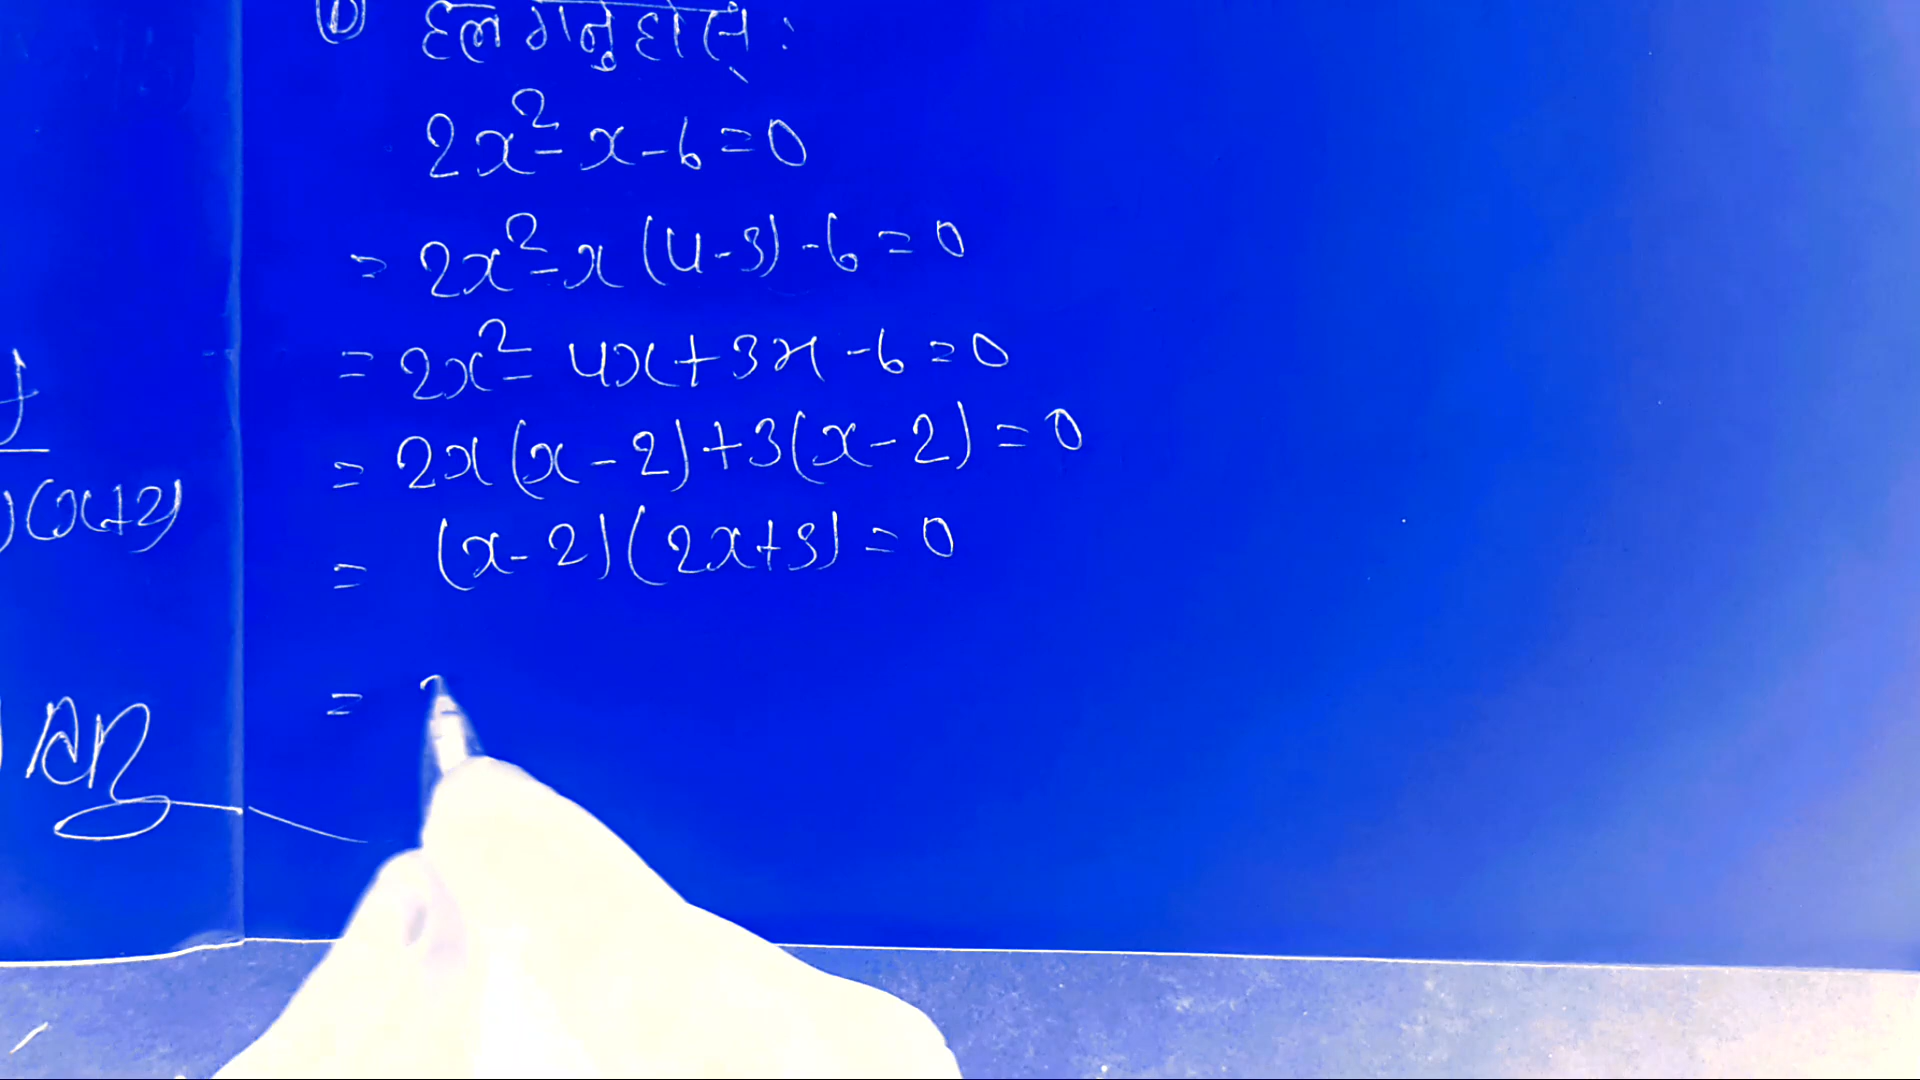 (b) हल गर्नुहोस् :
2x² - x - 6 = 0
= 2x² - x (4-3) - 6 = 0
= 2x² - 4x + 3x - 6 = 0
= 2x (x - 2) + 3(x - 2) = 0
= (x - 2) (2x + 3) = 0
=
)(x+2)